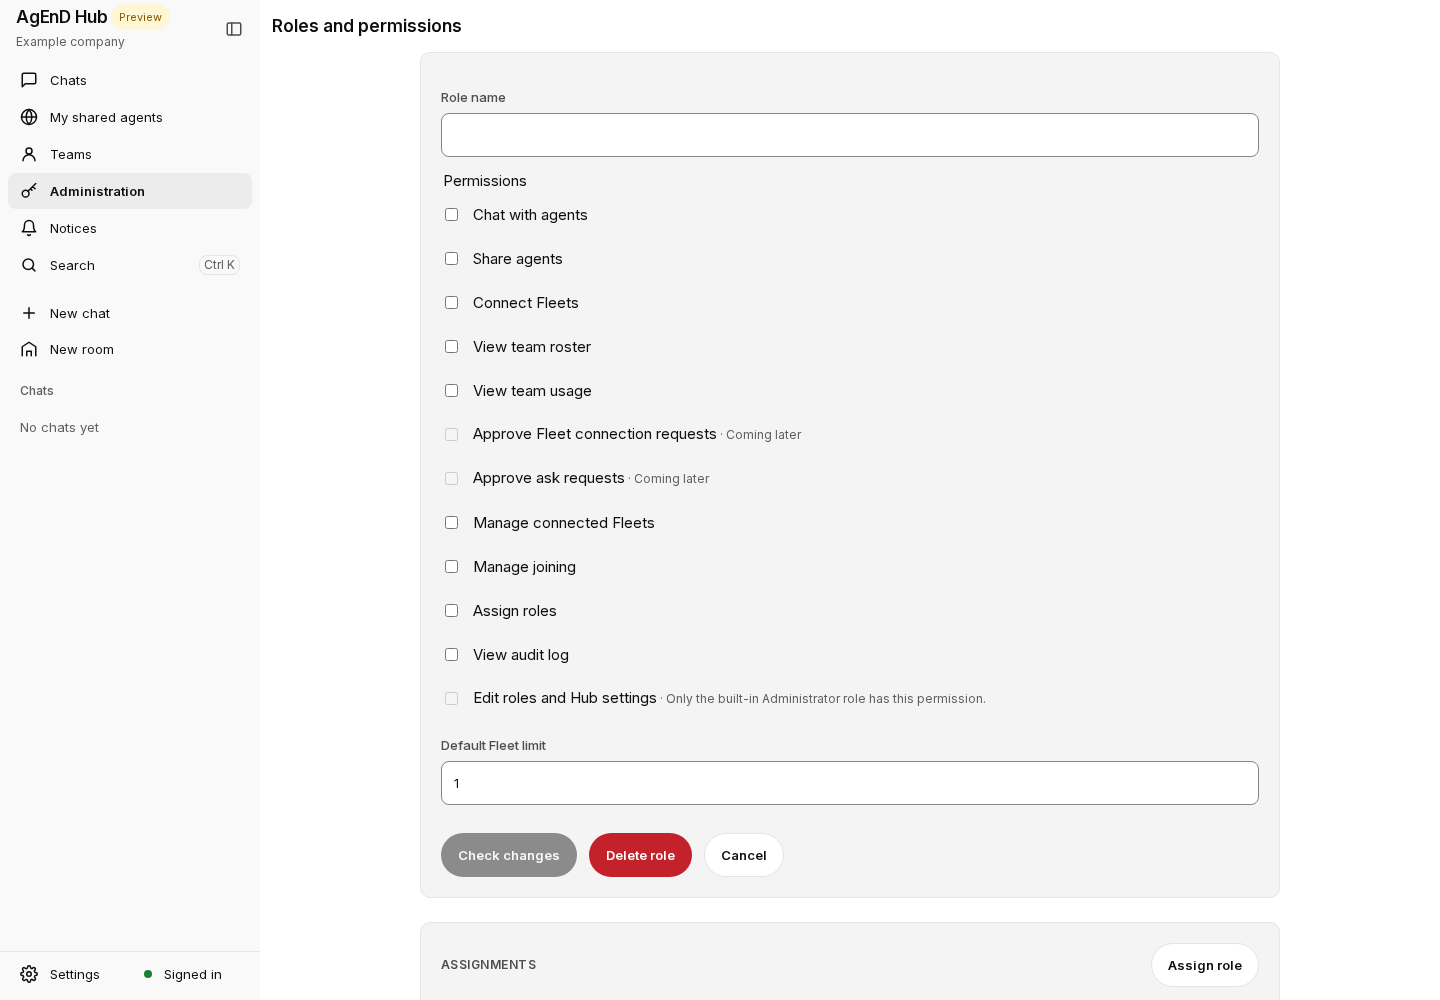 AgEnD Hub Preview
Example company
Chats
My shared agents
Teams
Administration
Notices
Search Ctrl K
New chat
New room
Chats
No chats yet
Settings
Signed in
Roles and permissions
Role name
Permissions
Chat with agents
Share agents
Connect Fleets
View team roster
View team usage
Approve Fleet connection requests · Coming later
Approve ask requests · Coming later
Manage connected Fleets
Manage joining
Assign roles
View audit log
Edit roles and Hub settings · Only the built-in Administrator role has this permission.
Default Fleet limit
1
Check changes Delete role Cancel
ASSIGNMENTS Assign role